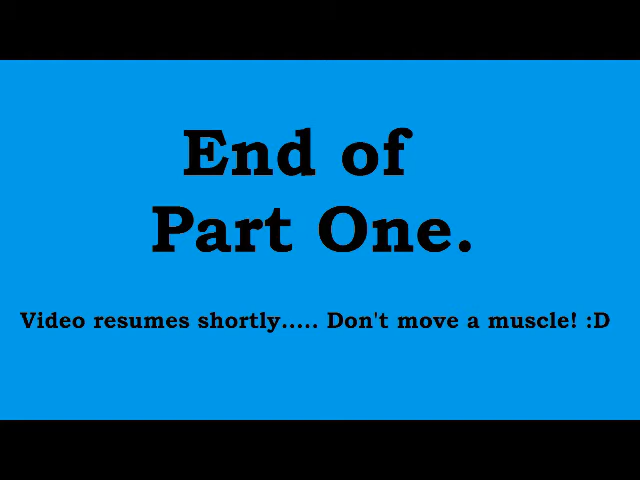 End of
Part One.
Video resumes shortly..... Don't move a muscle! :D